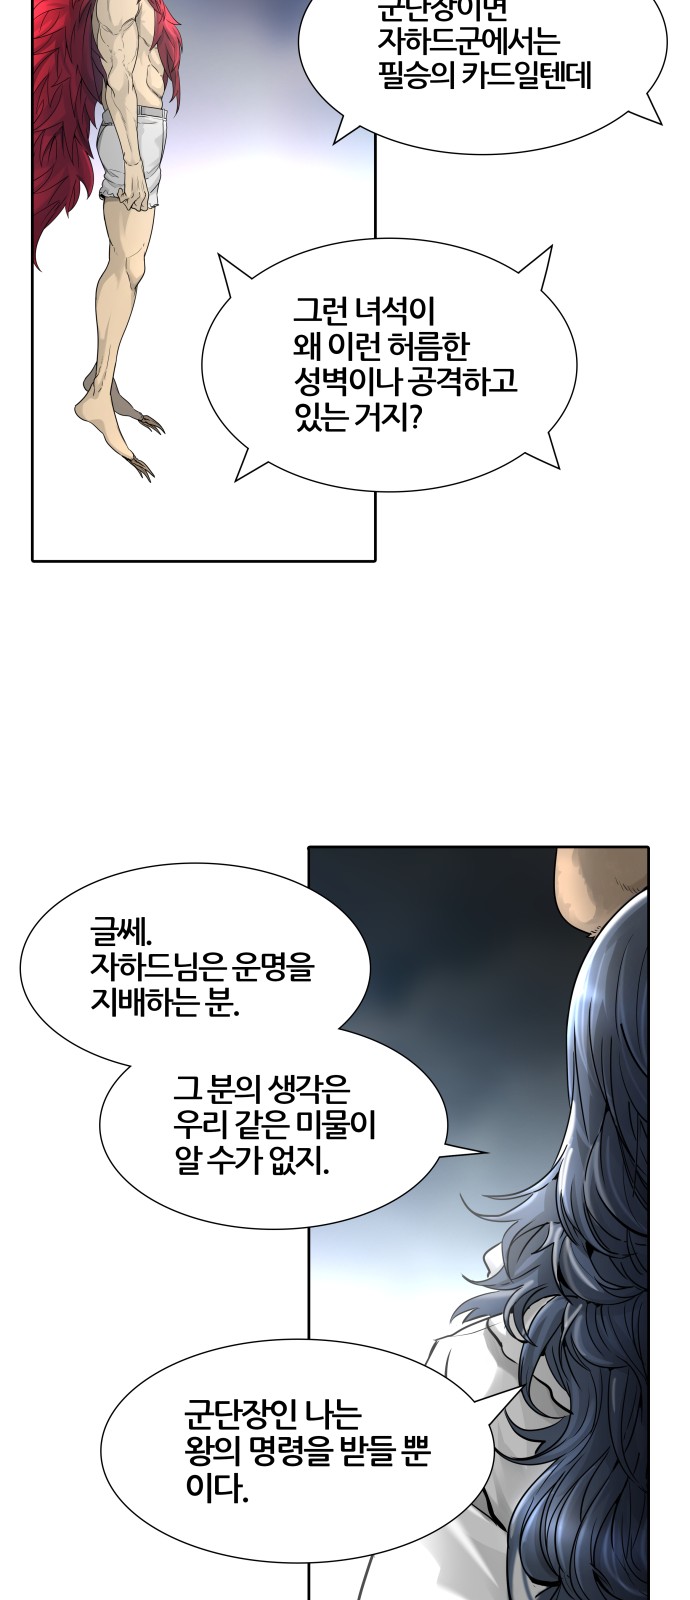 군단장이면
자하드군에서는
필승의 카드일텐데
그런 녀석이
왜 이런 허름한
성벽이나 공격하고
있는 거지?
글쎄.
자하드님은 운명을
지배하는 분.
그 분의 생각은
우리 같은 미물이
알 수가 없지.
군단장인 나는
왕의 명령을 받들 뿐
이다.